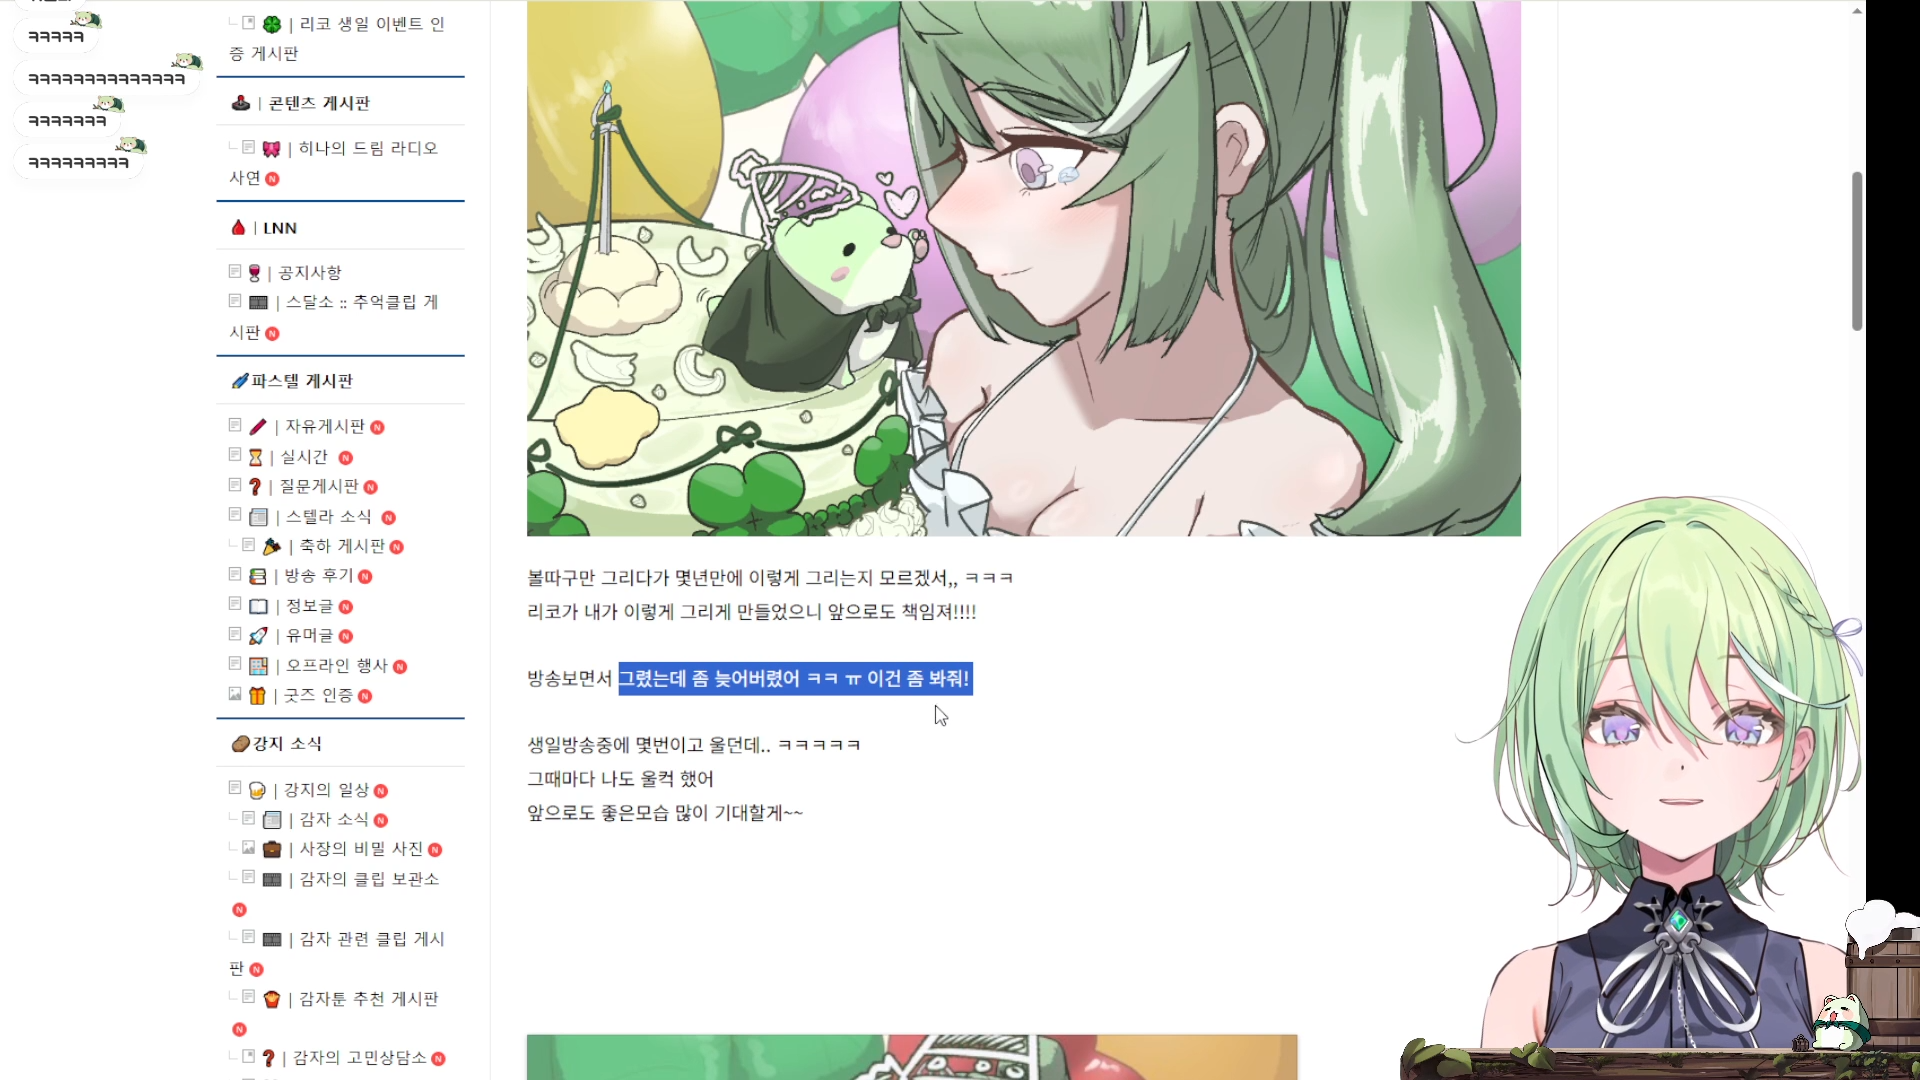 ㅋㅋㅋㅋㅋ
ㅋㅋㅋㅋㅋㅋㅋㅋㅋㅋㅋㅋㅋㅋ
ㅋㅋㅋㅋㅋㅋㅋ
ㅋㅋㅋㅋㅋㅋㅋㅋㅋ
| 리코 생일 이벤트 인
증 게시판
| 콘텐츠 게시판
| 히나의 드림 라디오
사연 N
| LNN
| 공지사항
| 스달소 :: 추억클립 게
시판 N
파스텔 게시판
| 자유게시판 N
| 실시간 N
| 질문게시판 N
| 스텔라 소식 N
| 축하 게시판 N
| 방송 후기 N
| 정보글 N
| 유머글 N
| 오프라인 행사 N
| 굿즈 인증 N
강지 소식
| 강지의 일상 N
| 감자 소식 N
| 사장의 비밀 사진 N
| 감자의 클립 보관소
N
| 감자 관련 클립 게시
판 N
| 감자툰 추천 게시판
N
| 감자의 고민상담소 N
볼따구만 그리다가 몇년만에 이렇게 그리는지 모르겠서,, ㅋㅋㅋ
리코가 내가 이렇게 그리게 만들었으니 앞으로도 책임져!!!!
방송보면서 그렸는데 좀 늦어버렸어 ㅋㅋ ㅠ 이건 좀 봐줘!
생일방송중에 몇번이고 울던데.. ㅋㅋㅋㅋㅋ
그때마다 나도 울컥 했어
앞으로도 좋은모습 많이 기대할게~~